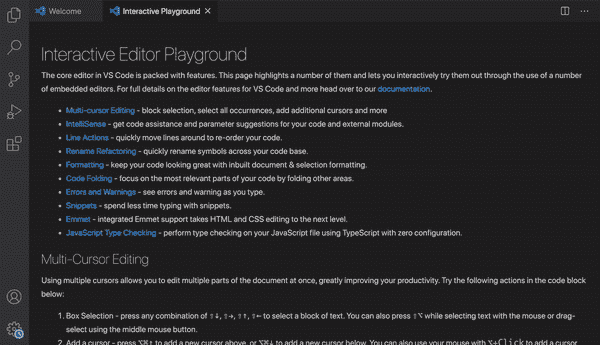 Welcome
Interactive Playground
Interactive Editor Playground
The core editor in VS Code is packed with features. This page highlights a number of them and lets you interactively try them out through the use of a number
of embedded editors. For full details on the editor features for VS Code and more head over to our documentation.
• Multi-cursor Editing - block selection, select all occurrences, add additional cursors and more
• IntelliSense - get code assistance and parameter suggestions for your code and external modules.
• Line Actions - quickly move lines around to re-order your code.
• Rename Refactoring - quickly rename symbols across your code base.
• Formatting - keep your code looking great with inbuilt document & selection formatting.
• Code Folding - focus on the most relevant parts of your code by folding other areas.
• Errors and Warnings - see errors and warning as you type.
• Snippets - spend less time typing with snippets.
• Emmet - integrated Emmet support takes HTML and CSS editing to the next level.
• JavaScript Type Checking - perform type checking on your JavaScript file using TypeScript with zero configuration.
Multi-Cursor Editing
Using multiple cursors allows you to edit multiple parts of the document at once, greatly improving your productivity. Try the following actions in the code block
below:
1. Box Selection - press any combination of ⇧↓, ⇧→, ⇧↑, ⇧← to select a block of text. You can also press ⇧⌥ while selecting text with the mouse or drag-
select using the middle mouse button.
2. Add a cursor - press ⌥⌘↑ to add a new cursor above, or ⌥⌘↓ to add a new cursor below. You can also use your mouse with ⌥+Click to add a cursor